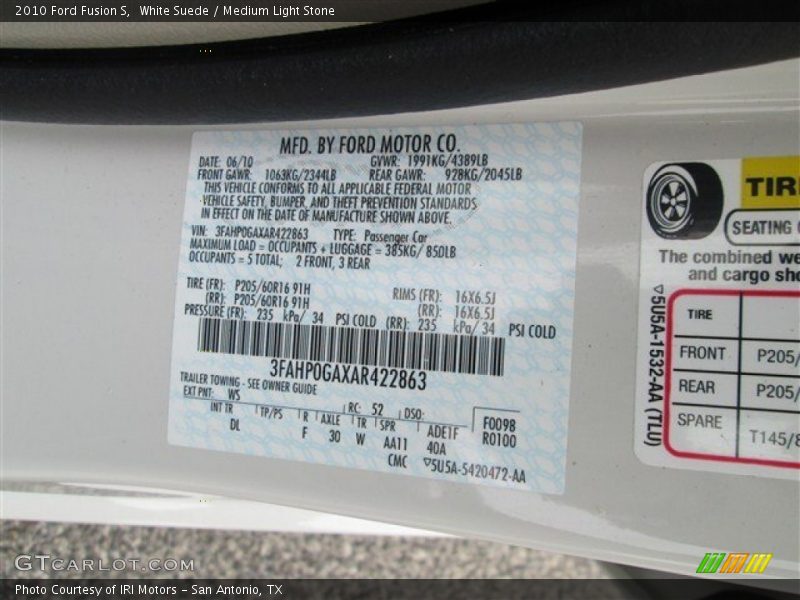 2010 Ford Fusion S, White Suede / Medium Light Stone
MFD. BY FORD MOTOR CO.
DATE: 06/10 GVWR: 1991KG/4389LB
FRONT GAWR: 1063KG/2344LB REAR GAWR: 928KG/2045LB
THIS VEHICLE CONFORMS TO ALL APPLICABLE FEDERAL MOTOR
VEHICLE SAFETY, BUMPER, AND THEFT PREVENTION STANDARDS
IN EFFECT ON THE DATE OF MANUFACTURE SHOWN ABOVE.
VIN: 3FAHP0GAXAR422863 TYPE: Passenger Car
MAXIMUM LOAD = OCCUPANTS + LUGGAGE = 385KG/ 850LB
OCCUPANTS = 5 TOTAL; 2 FRONT, 3 REAR
TIRE (FR): P205/60R16 91H RIMS (FR): 16X6.5J
(RR): P205/60R16 91H (RR): 16X6.5J
PRESSURE (FR): 235 kPa/ 34 PSI COLD (RR): 235 kPa/ 34 PSI COLD
3FAHP0GAXAR422863
TRAILER TOWING - SEE OWNER GUIDE
EXT PNT: WS RC: 52 DSO:
INT TR TP/PS R AXLE TR SPR ADE1F F0098
DL F 30 W AA11 40A R0100
CMC 5U5A-5420472-AA
TIRE
SEATING
The combined we
and cargo sho
5U5A-1532-AA (TLU)
TIRE
FRONT P205/
REAR P205/
SPARE T145/8
GTCARLOT.COM
Photo Courtesy of IRI Motors – San Antonio, TX